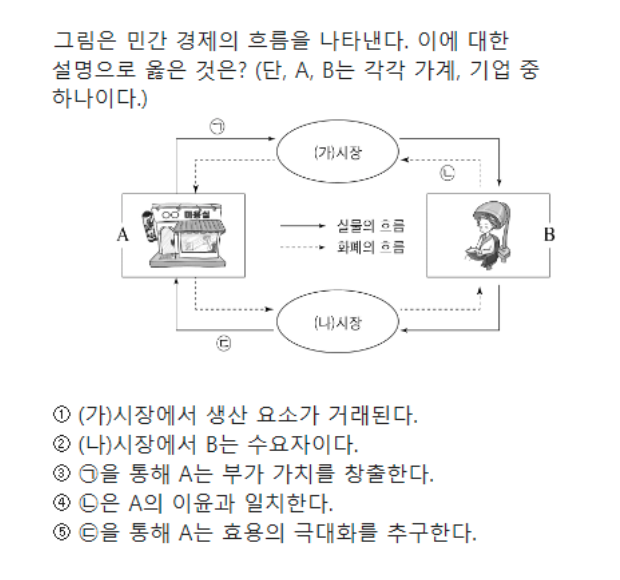 그림은 민간 경제의 흐름을 나타낸다. 이에 대한
설명으로 옳은 것은? (단, A, B는 각각 가계, 기업 중
하나이다.)
㉠
(가)시장
㉡
○○ 미용실
A
실물의 흐름
화폐의 흐름
B
(나)시장
㉢
① (가)시장에서 생산 요소가 거래된다.
② (나)시장에서 B는 수요자이다.
③ ㉠을 통해 A는 부가 가치를 창출한다.
④ ㉡은 A의 이윤과 일치한다.
⑤ ㉢을 통해 A는 효용의 극대화를 추구한다.